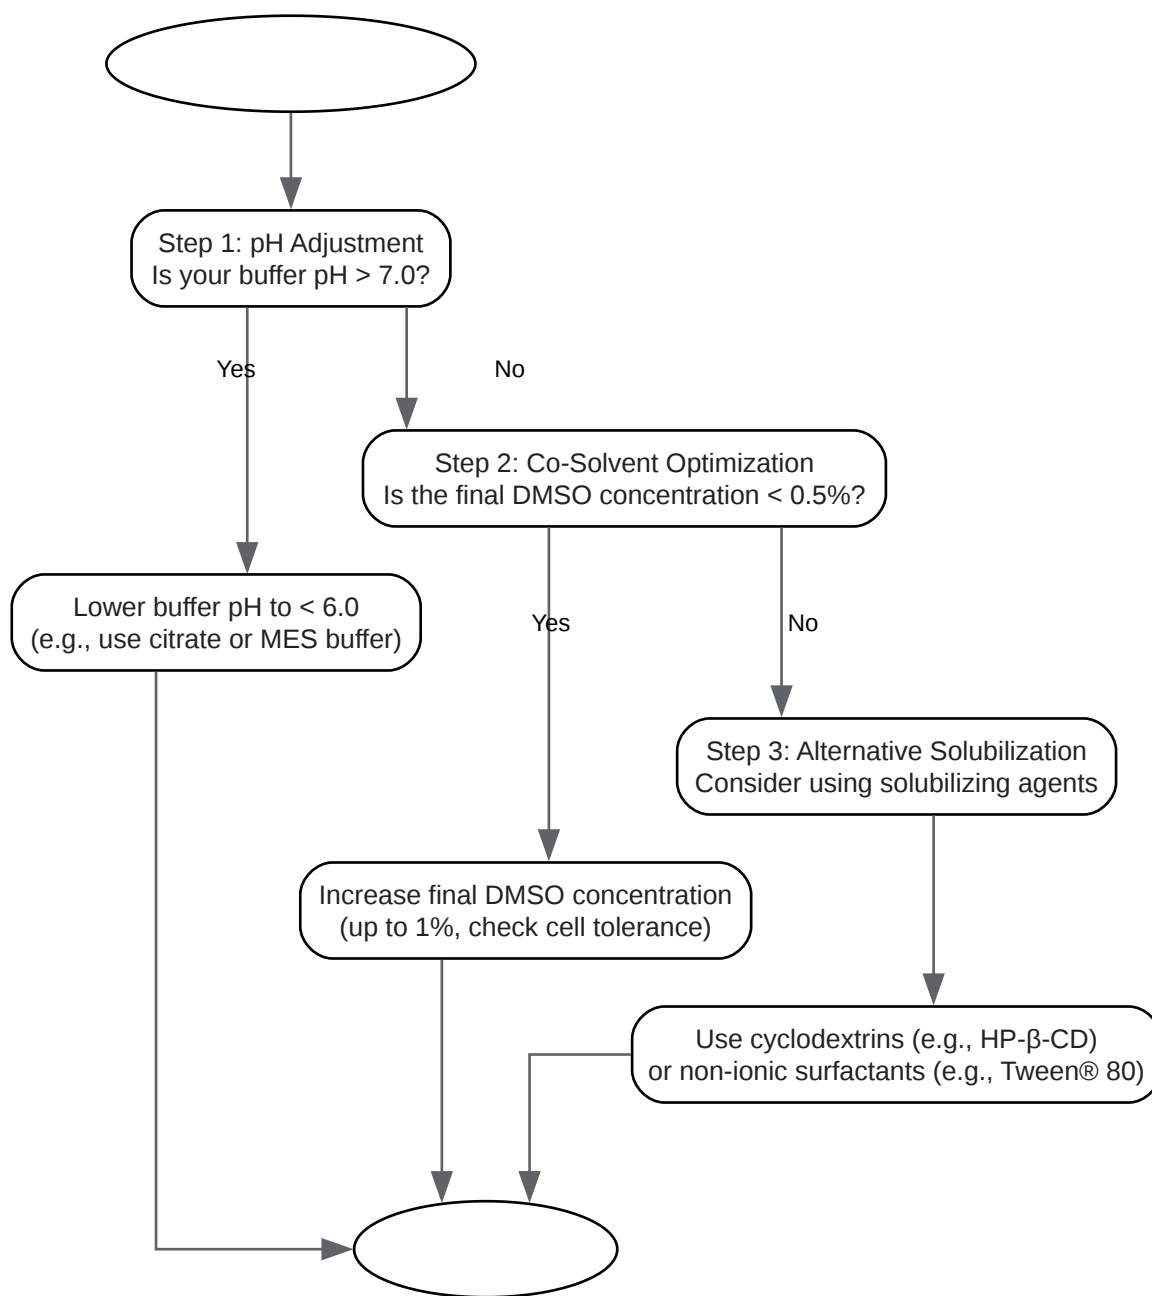 Step 1: pH Adjustment
Is your buffer pH > 7.0?
Yes
No
Step 2: Co-Solvent Optimization
Is the final DMSO concentration < 0.5%?
Lower buffer pH to < 6.0
(e.g., use citrate or MES buffer)
Yes
No
Step 3: Alternative Solubilization
Consider using solubilizing agents
Increase final DMSO concentration
(up to 1%, check cell tolerance)
Use cyclodextrins (e.g., HP-β-CD)
or non-ionic surfactants (e.g., Tween® 80)